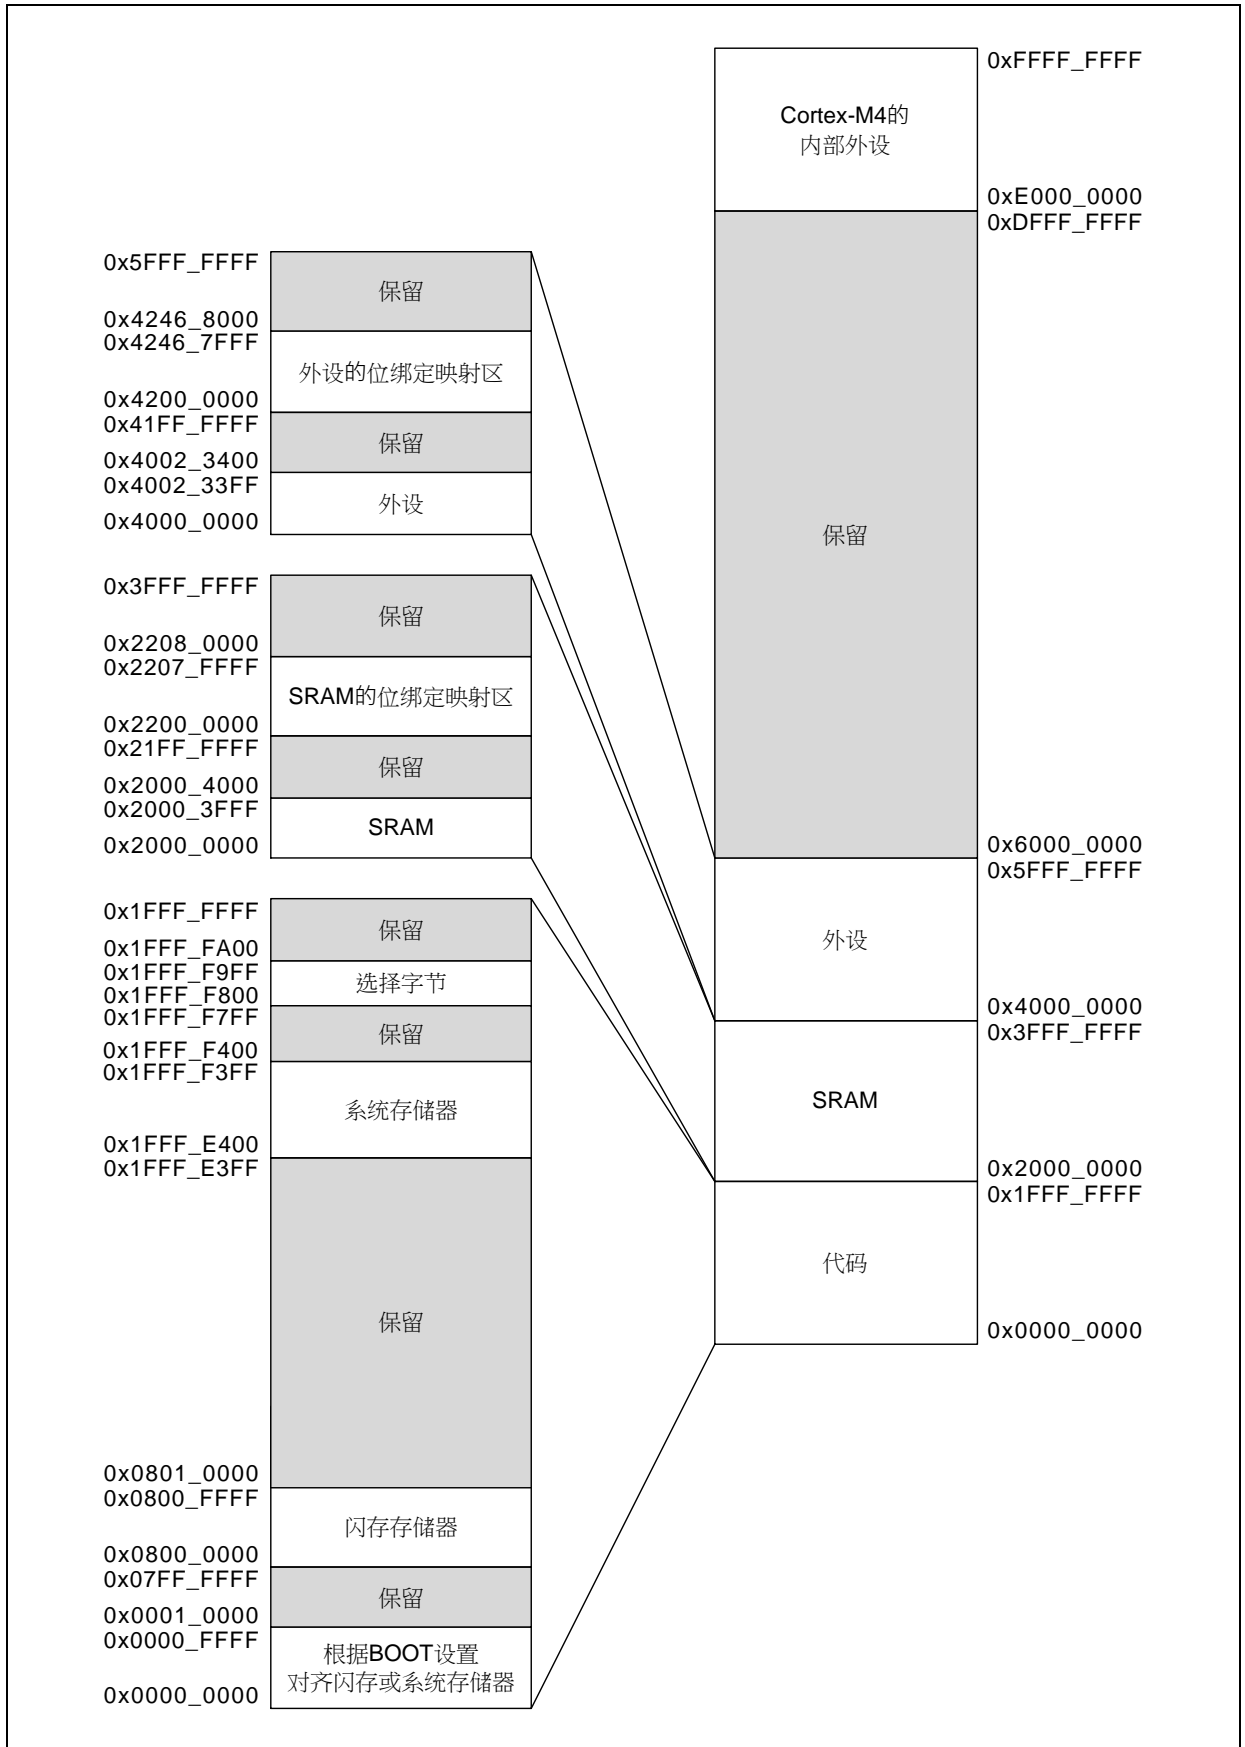 0xFFFF_FFFF
Cortex-M4的
内部外设
0xE000_0000
0xDFFF_FFFF
保留
0x6000_0000
0x5FFF_FFFF
外设
0x4000_0000
0x3FFF_FFFF
SRAM
0x2000_0000
0x1FFF_FFFF
代码
0x0000_0000
0x5FFF_FFFF
保留
0x4246_8000
0x4246_7FFF
外设的位绑定映射区
0x4200_0000
0x41FF_FFFF
保留
0x4002_3400
0x4002_33FF
外设
0x4000_0000
0x3FFF_FFFF
保留
0x2208_0000
0x2207_FFFF
SRAM的位绑定映射区
0x2200_0000
0x21FF_FFFF
保留
0x2000_4000
0x2000_3FFF
SRAM
0x2000_0000
0x1FFF_FFFF
保留
0x1FFF_FA00
0x1FFF_F9FF
选择字节
0x1FFF_F800
0x1FFF_F7FF
保留
0x1FFF_F400
0x1FFF_F3FF
系统存储器
0x1FFF_E400
0x1FFF_E3FF
保留
0x0801_0000
0x0800_FFFF
闪存存储器
0x0800_0000
0x07FF_FFFF
保留
0x0001_0000
0x0000_FFFF
根据BOOT设置
对齐闪存或系统存储器
0x0000_0000